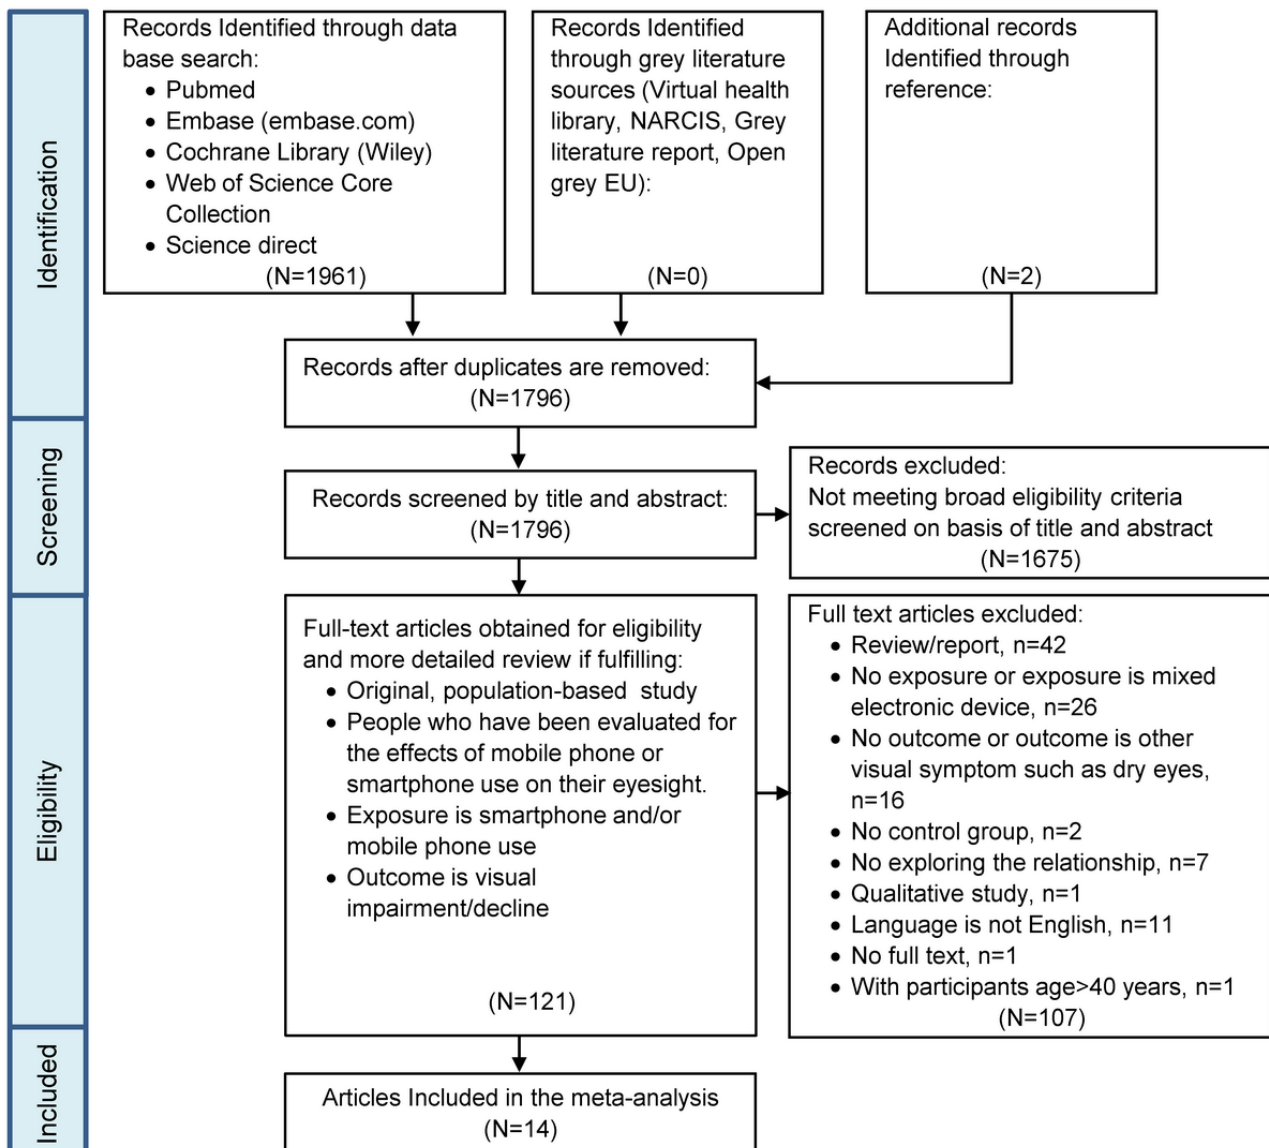 Identification
Records Identified through data
base search:
• Pubmed
• Embase (embase.com)
• Cochrane Library (Wiley)
• Web of Science Core
Collection
• Science direct
(N=1961)
Records Identified
through grey literature
sources (Virtual health
library, NARCIS, Grey
literature report, Open
grey EU):
(N=0)
Additional records
Identified through
reference:
(N=2)
Records after duplicates are removed:
(N=1796)
Screening
Records screened by title and abstract:
(N=1796)
Records excluded:
Not meeting broad eligibility criteria
screened on basis of title and abstract
(N=1675)
Eligibility
Full-text articles obtained for eligibility
and more detailed review if fulfilling:
• Original, population-based study
• People who have been evaluated for
the effects of mobile phone or
smartphone use on their eyesight.
• Exposure is smartphone and/or
mobile phone use
• Outcome is visual
impairment/decline
(N=121)
Full text articles excluded:
• Review/report, n=42
• No exposure or exposure is mixed
electronic device, n=26
• No outcome or outcome is other
visual symptom such as dry eyes,
n=16
• No control group, n=2
• No exploring the relationship, n=7
• Qualitative study, n=1
• Language is not English, n=11
• No full text, n=1
• With participants age>40 years, n=1
(N=107)
Included
Articles Included in the meta-analysis
(N=14)